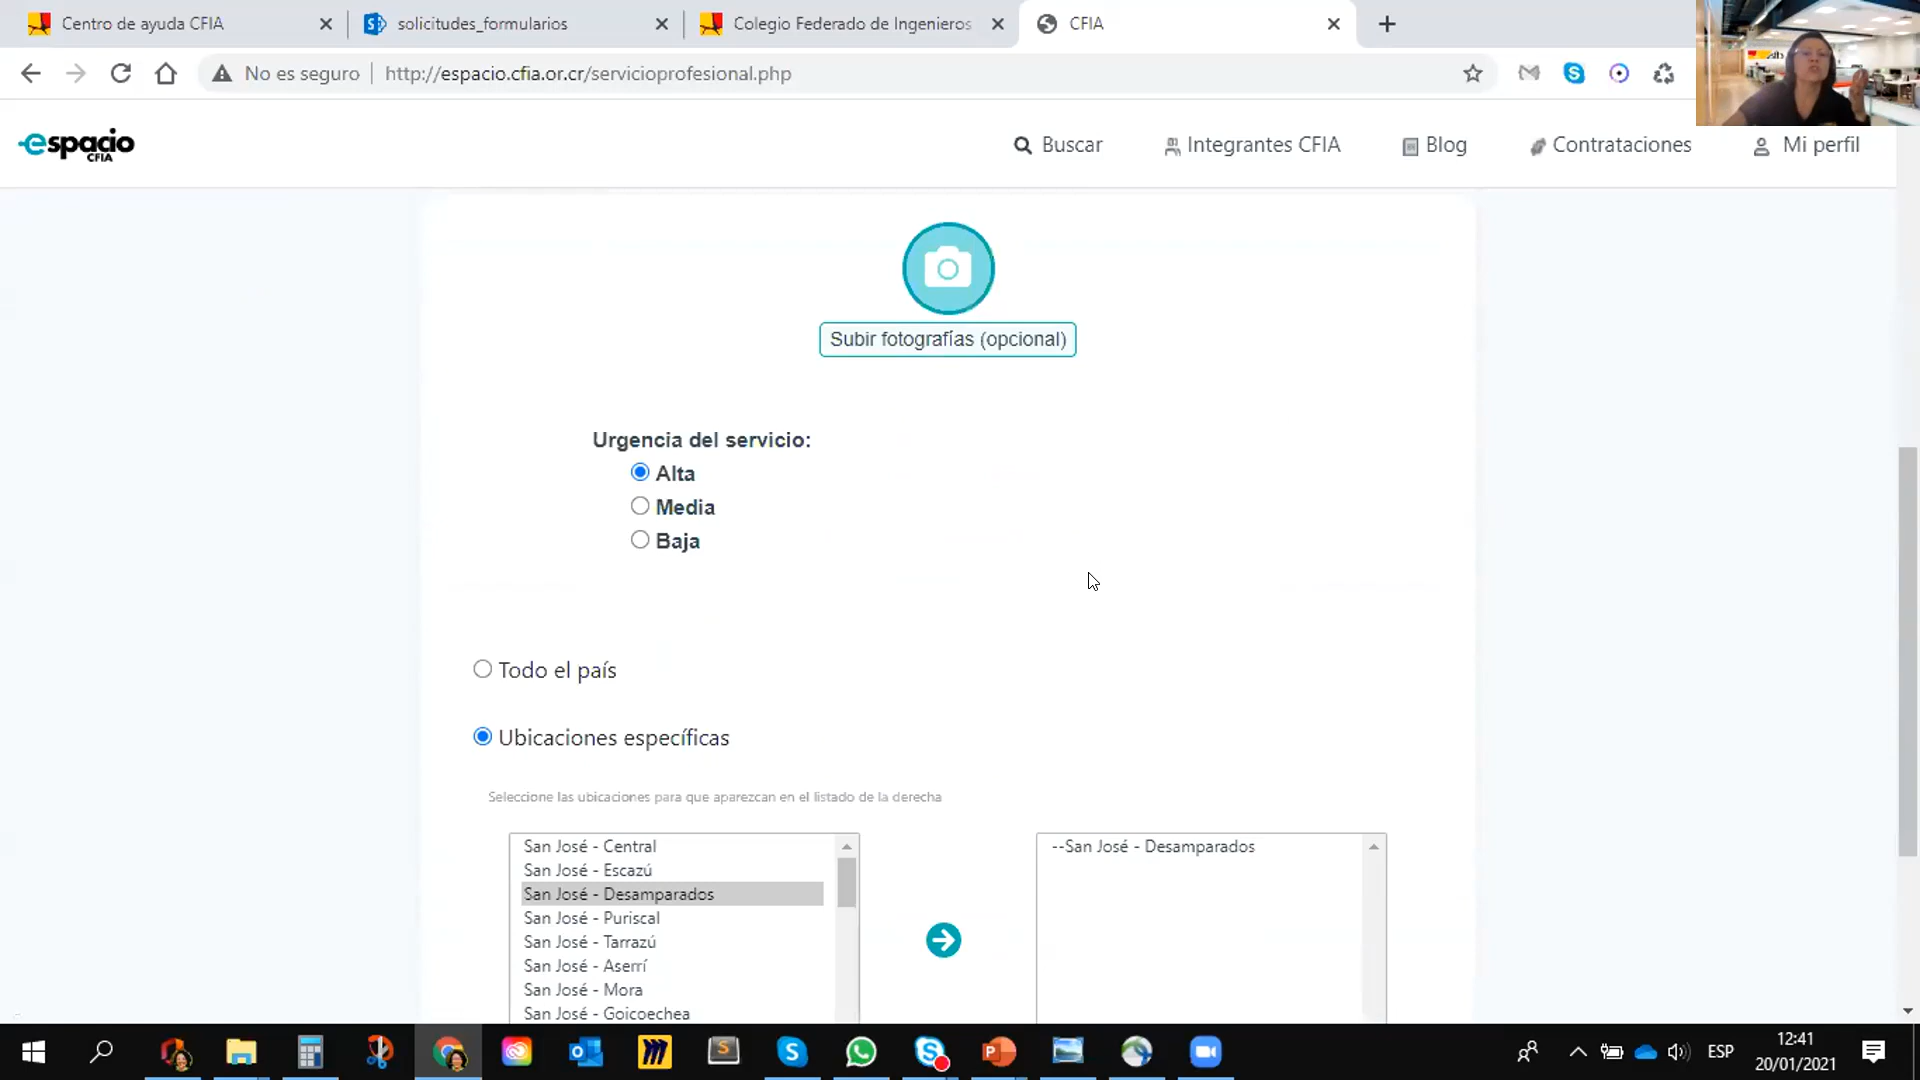 Centro de ayuda CFIA
solicitudes_formularios
Colegio Federado de Ingenieros
CFIA
No es seguro
http://espacio.cfia.or.cr/servicioprofesional.php
espacio
CFIA
Buscar
Integrantes CFIA
Blog
Contrataciones
Mi perfil
Subir fotografías (opcional)
Urgencia del servicio:
Alta
Media
Baja
Todo el país
Ubicaciones específicas
Seleccione las ubicaciones para que aparezcan en el listado de la derecha
San José - Central
San José - Escazú
San José - Desamparados
San José - Puriscal
San José - Tarrazú
San José - Aserrí
San José - Mora
San José - Goicoechea
--San José - Desamparados
ESP
12:41
20/01/2021